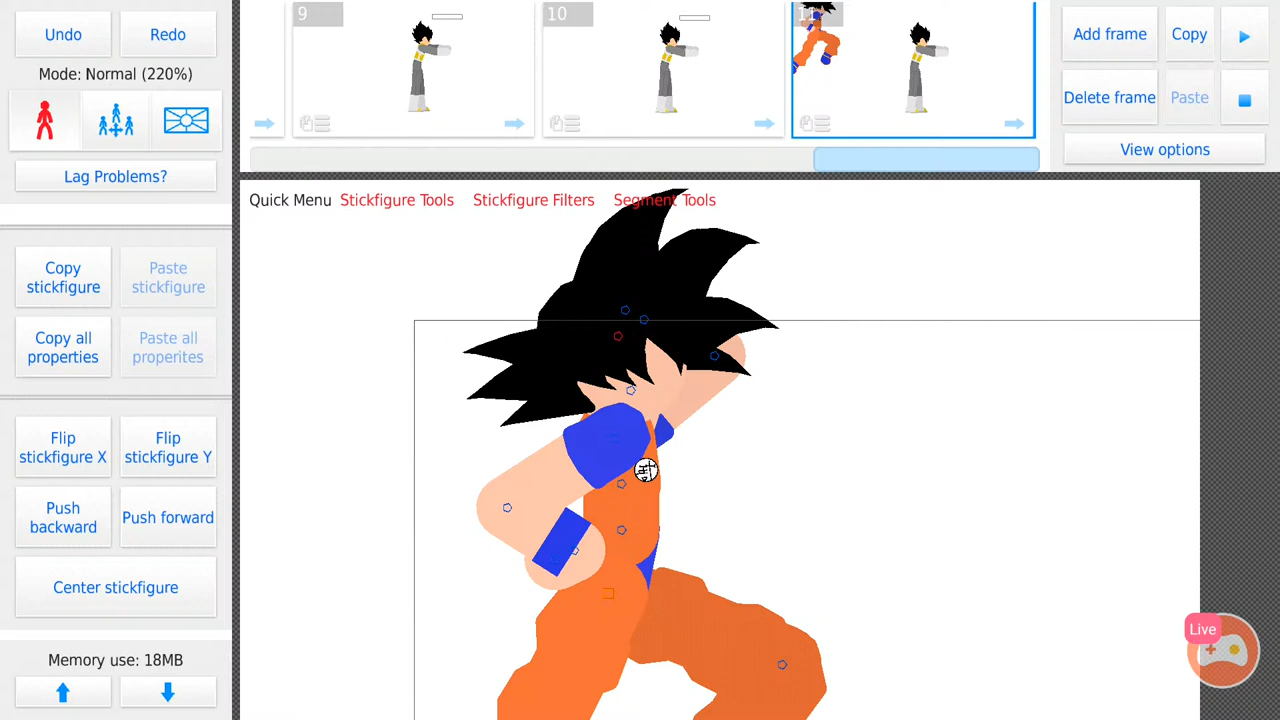 Undo
Redo
Mode: Normal (220%)
Lag Problems?
Copy
stickfigure
Paste
stickfigure
Copy all
properties
Paste all
properites
Flip
stickfigure X
Flip
stickfigure Y
Push
backward
Push forward
Center stickfigure
Memory use: 18MB
9
10
11
Add frame
Copy
Delete frame
Paste
View options
Quick Menu
Stickfigure Tools
Stickfigure Filters
Segment Tools
Live